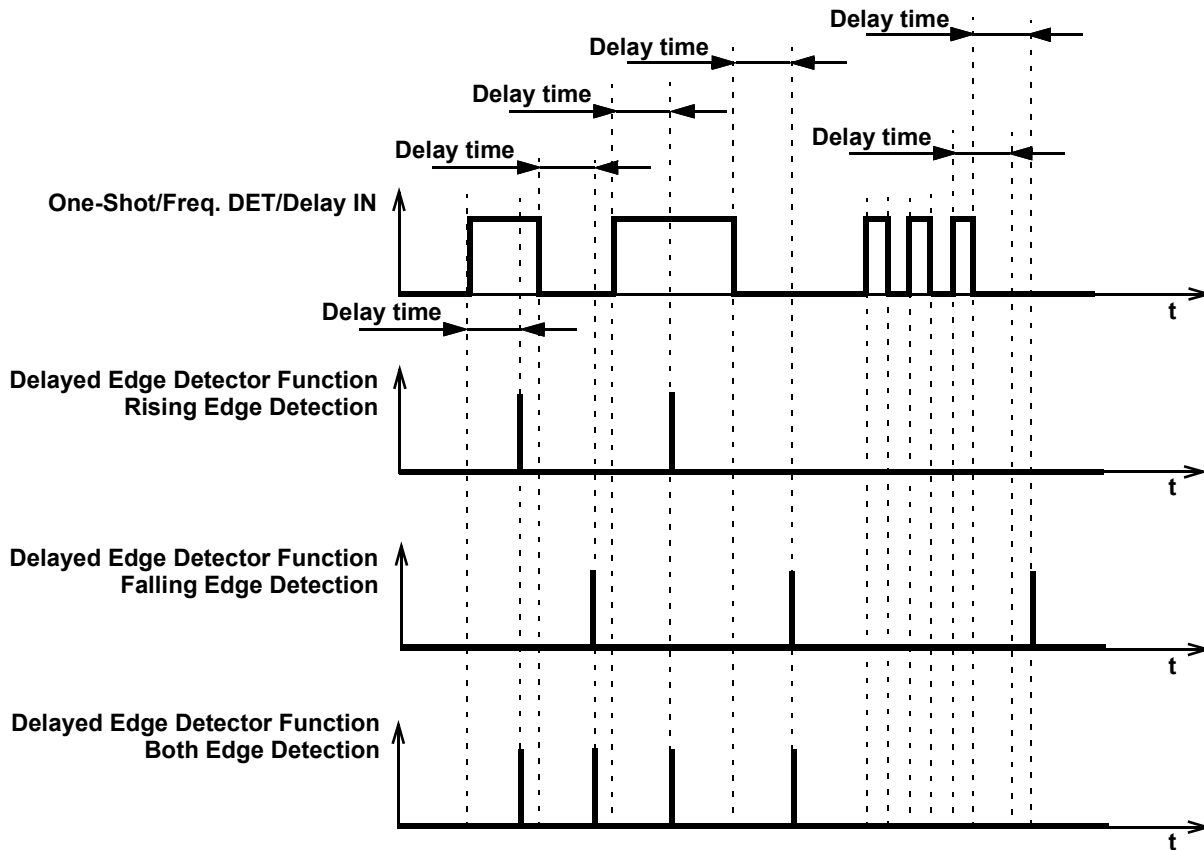 Delay time
Delay time
Delay time
Delay time
Delay time
One-Shot/Freq. DET/Delay IN
t
Delay time
Delayed Edge Detector Function
Rising Edge Detection
t
Delayed Edge Detector Function
Falling Edge Detection
t
Delayed Edge Detector Function
Both Edge Detection
t